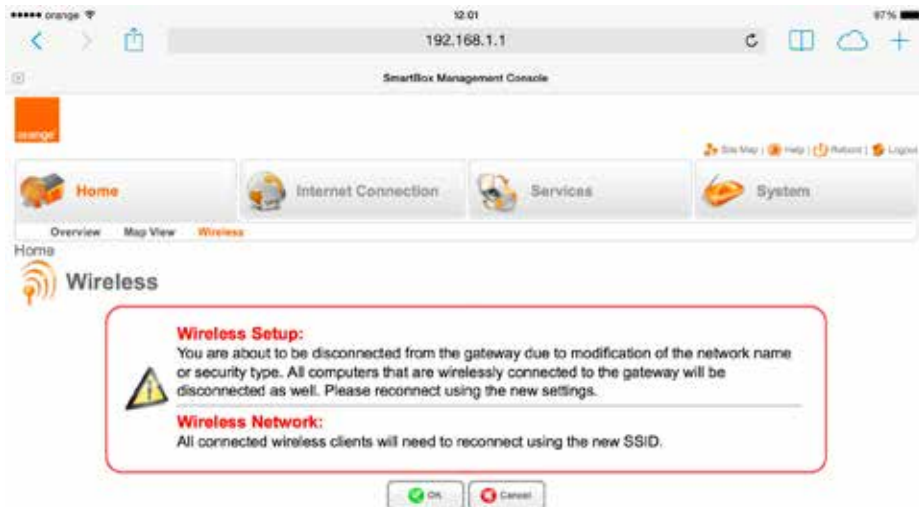 orange 12:01 97%
192.168.1.1
SmartBox Management Console
orange
Site Map | Help | Reboot | Logout
Home Internet Connection Services System
Overview Map View Wireless
Home
Wireless
Wireless Setup:
You are about to be disconnected from the gateway due to modification of the network name
or security type. All computers that are wirelessly connected to the gateway will be
disconnected as well. Please reconnect using the new settings.
Wireless Network:
All connected wireless clients will need to reconnect using the new SSID.
OK Cancel